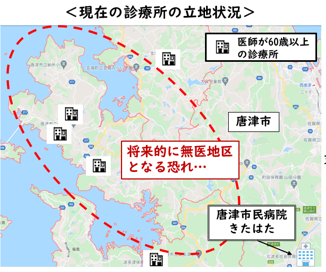 ＜現在の診療所の立地状況＞
医師が60歳以上
の診療所
唐津市
将来的に無医地区
となる恐れ…
唐津市民病院
きたはた